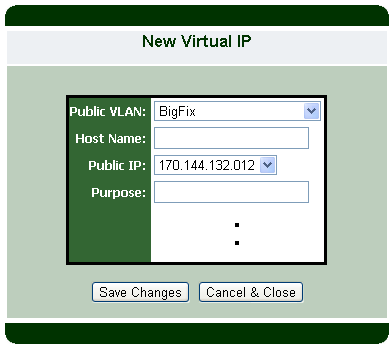 New Virtual IP
Public VLAN: BigFix
Host Name:
Public IP: 170.144.132.012
Purpose:
Save Changes Cancel & Close